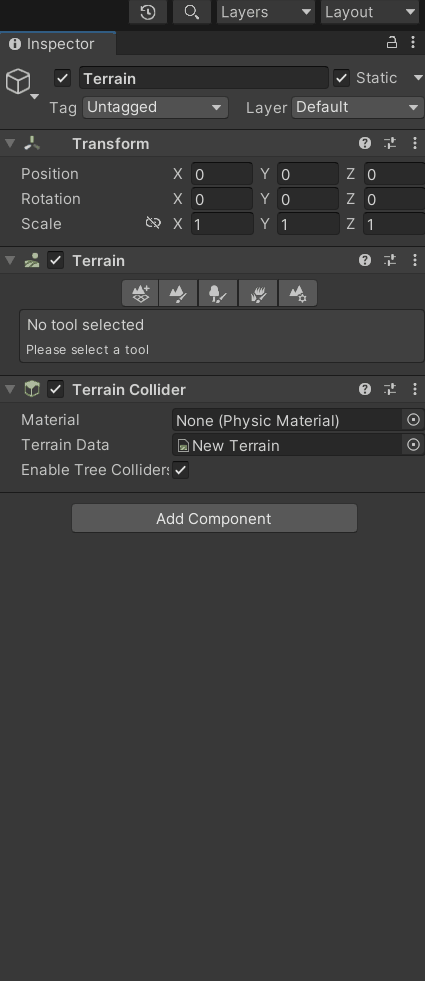 Layers Layout
Inspector
Terrain Static
Tag Untagged Layer Default
Transform
Position X 0 Y 0 Z 0
Rotation X 0 Y 0 Z 0
Scale X 1 Y 1 Z 1
Terrain
No tool selected
Please select a tool
Terrain Collider
Material None (Physic Material)
Terrain Data New Terrain
Enable Tree Colliders
Add Component